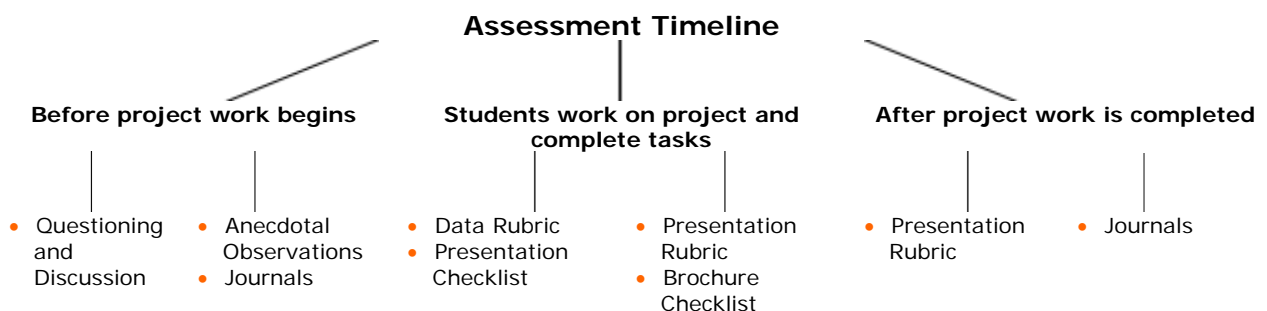 Assessment Timeline
Before project work begins
Students work on project and
complete tasks
After project work is completed
• Questioning
and
Discussion
• Anecdotal
Observations
• Journals
• Data Rubric
• Presentation
Checklist
• Presentation
Rubric
• Brochure
Checklist
• Presentation
Rubric
• Journals